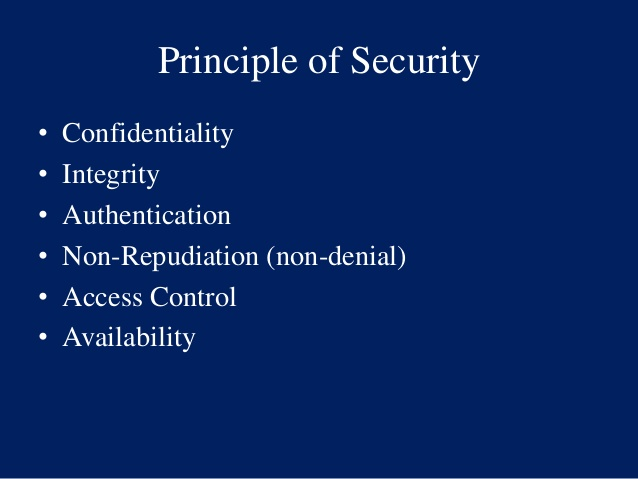 Principle of Security
• Confidentiality
• Integrity
• Authentication
• Non-Repudiation (non-denial)
• Access Control
• Availability